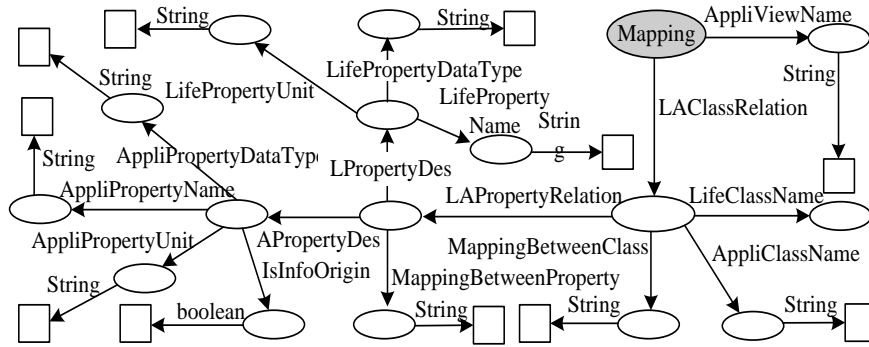 String
String
AppliViewName
Mapping
String
LifePropertyDataType
String
LifePropertyUnit
LifeProperty
Name
LAClassRelation
Strin
g
String
AppliPropertyDataType
LPropertyDes
AppliPropertyName
LAPropertyRelation
LifeClassName
AppliPropertyUnit
APropertyDes
MappingBetweenClass
IsInfoOrigin
AppliClassName
MappingBetweenProperty
String
boolean
String
String
String